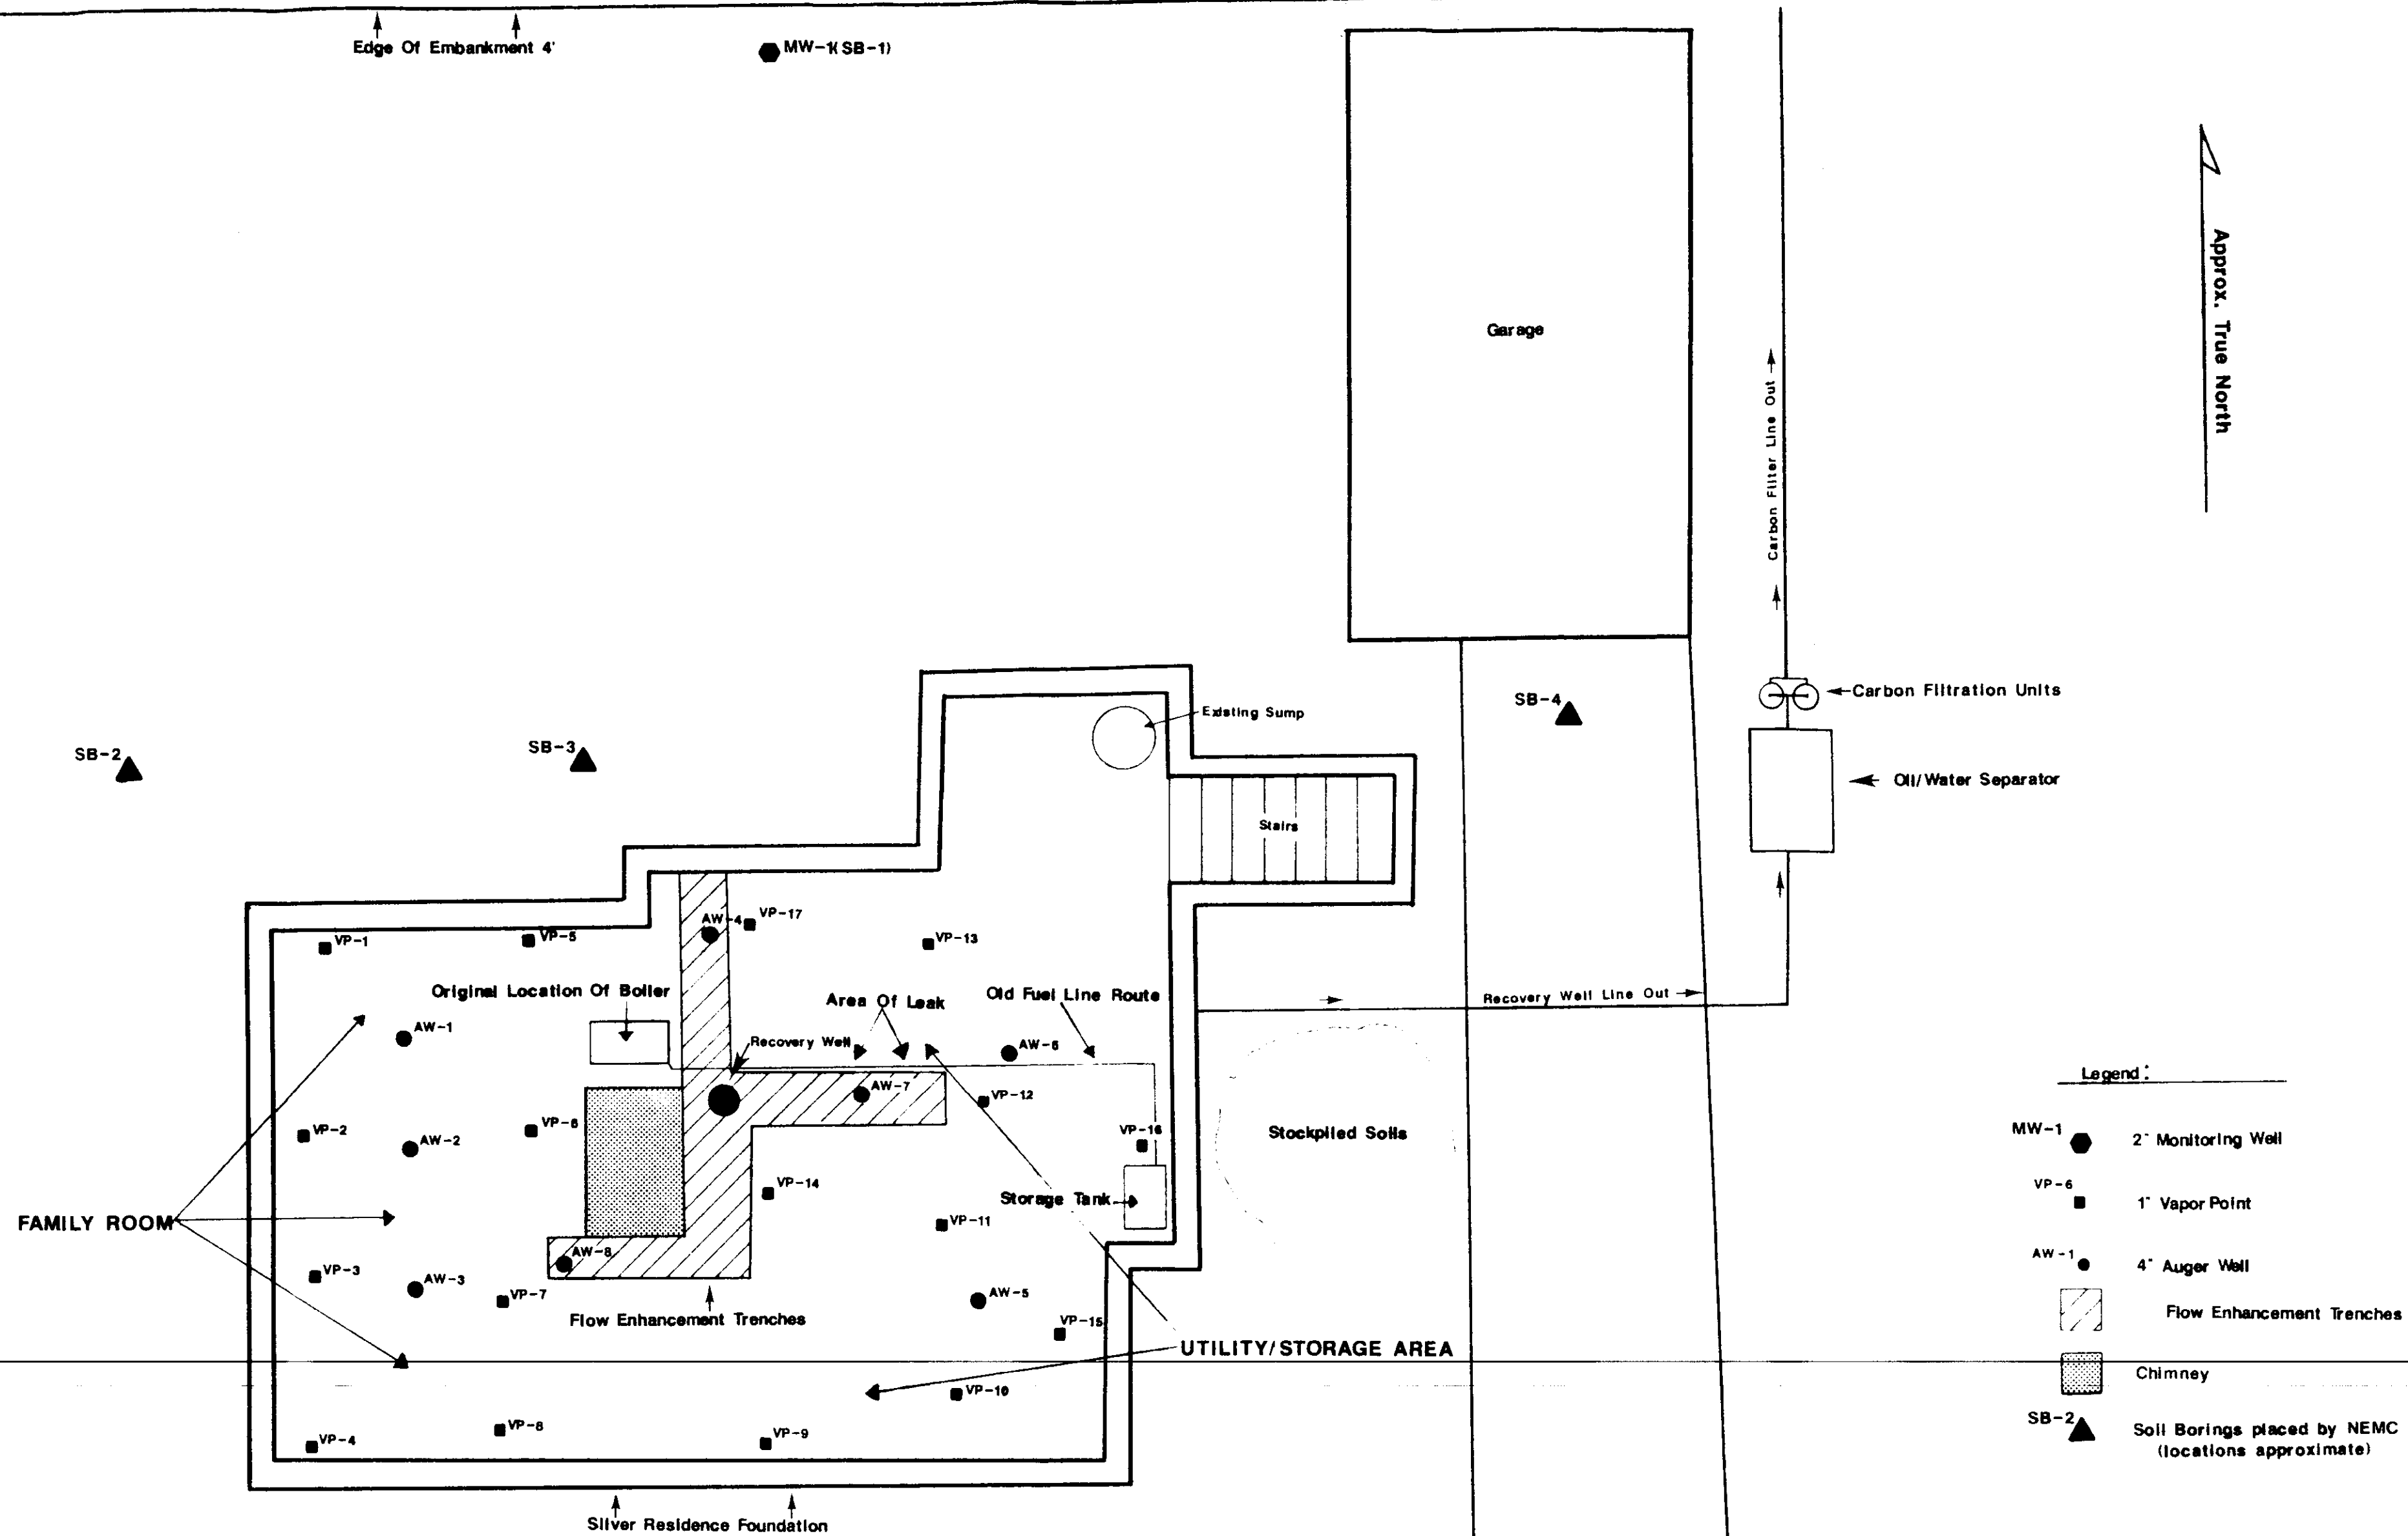 Edge Of Embankment 4'
MW-1(SB-1)
Garage
Carbon Filter Line Out
Approx. True North
SB-4
Carbon Filtration Units
Existing Sump
SB-2
SB-3
Oil/Water Separator
Stairs
AW-4
VP-17
VP-1
VP-5
VP-13
Original Location Of Boiler
Area Of Leak
Old Fuel Line Route
Recovery Well Line Out
AW-1
Recovery Well
AW-6
AW-7
VP-12
VP-2
AW-2
VP-6
VP-16
Stockpiled Soils
VP-14
Storage Tank
FAMILY ROOM
VP-11
AW-8
VP-3
AW-3
VP-7
AW-5
Flow Enhancement Trenches
VP-15
UTILITY/STORAGE AREA
VP-10
VP-8
VP-9
VP-4
Silver Residence Foundation
Legend:
MW-1 2" Monitoring Well
VP-6 1" Vapor Point
AW-1 4" Auger Well
Flow Enhancement Trenches
Chimney
SB-2 Soil Borings placed by NEMC
(locations approximate)